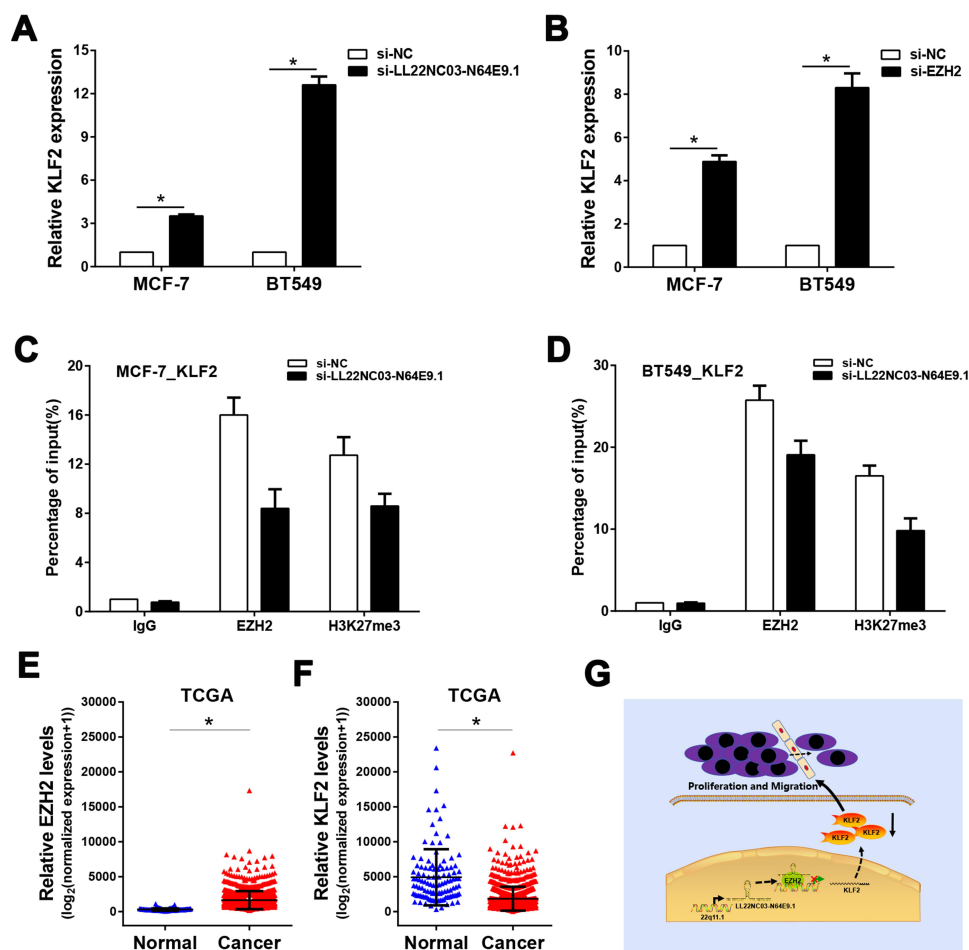 A
si-NC
si-LL22NC03-N64E9.1
Relative KLF2 expression
15
12
9
6
3
0
*
*
MCF-7
BT549
B
si-NC
si-EZH2
Relative KLF2 expression
10
8
6
4
2
0
*
*
MCF-7
BT549
C
MCF-7_KLF2
si-NC
si-LL22NC03-N64E9.1
Percentage of input(%)
20
16
12
8
4
0
IgG
EZH2
H3K27me3
D
BT549_KLF2
si-NC
si-LL22NC03-N64E9.1
Percentage of input(%)
30
20
10
0
IgG
EZH2
H3K27me3
E
TCGA
Relative EZH2 levels
(log2(normalized expression+1))
30000
25000
20000
15000
10000
5000
0
*
Normal
Cancer
F
TCGA
Relative KLF2 levels
(log2(normalized expression+1))
30000
25000
20000
15000
10000
5000
0
*
Normal
Cancer
G
Proliferation and Migration
KLF2
KLF2
KLF2
EZH2
KLF2
LL22NC03-N64E9.1
22q11.1